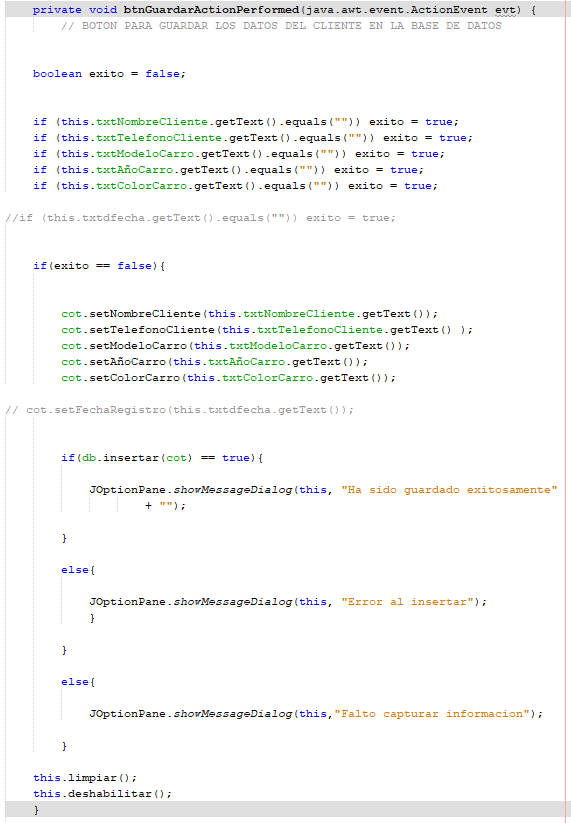 private void btnGuardarActionPerformed(java.awt.event.ActionEvent evt) {
// BOTON PARA GUARDAR LOS DATOS DEL CLIENTE EN LA BASE DE DATOS
boolean exito = false;
if (this.txtNombreCliente.getText().equals("")) exito = true;
if (this.txtTelefonoCliente.getText().equals("")) exito = true;
if (this.txtModeloCarro.getText().equals("")) exito = true;
if (this.txtAñoCarro.getText().equals("")) exito = true;
if (this.txtColorCarro.getText().equals("")) exito = true;
//if (this.txtdfecha.getText().equals("")) exito = true;
if(exito == false){
cot.setNombreCliente(this.txtNombreCliente.getText());
cot.setTelefonoCliente(this.txtTelefonoCliente.getText() );
cot.setModeloCarro(this.txtModeloCarro.getText());
cot.setAñoCarro(this.txtAñoCarro.getText());
cot.setColorCarro(this.txtColorCarro.getText());
// cot.setFechaRegistro(this.txtdfecha.getText());
if(db.insertar(cot) == true){
JOptionPane.showMessageDialog(this, "Ha sido guardado exitosamente"
+ "");
}
else{
JOptionPane.showMessageDialog(this, "Error al insertar");
}
}
else{
JOptionPane.showMessageDialog(this,"Falto capturar informacion");
}
this.limpiar();
this.deshabilitar();
}